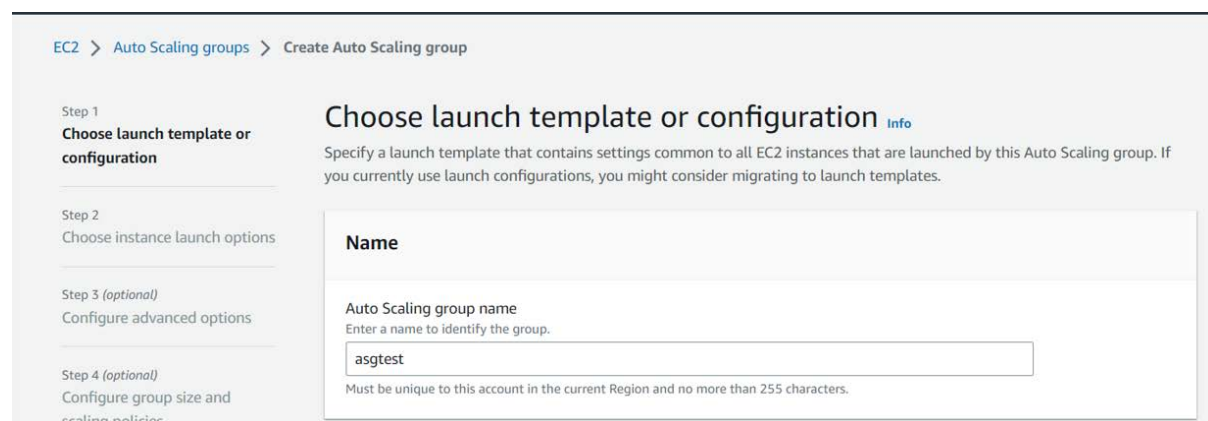 EC2 > Auto Scaling groups > Create Auto Scaling group
Step 1
Choose launch template or
configuration
Step 2
Choose instance launch options
Step 3 (optional)
Configure advanced options
Step 4 (optional)
Configure group size and
scaling policies
Choose launch template or configuration Info
Specify a launch template that contains settings common to all EC2 instances that are launched by this Auto Scaling group. If
you currently use launch configurations, you might consider migrating to launch templates.
Name
Auto Scaling group name
Enter a name to identify the group.
asgtest
Must be unique to this account in the current Region and no more than 255 characters.